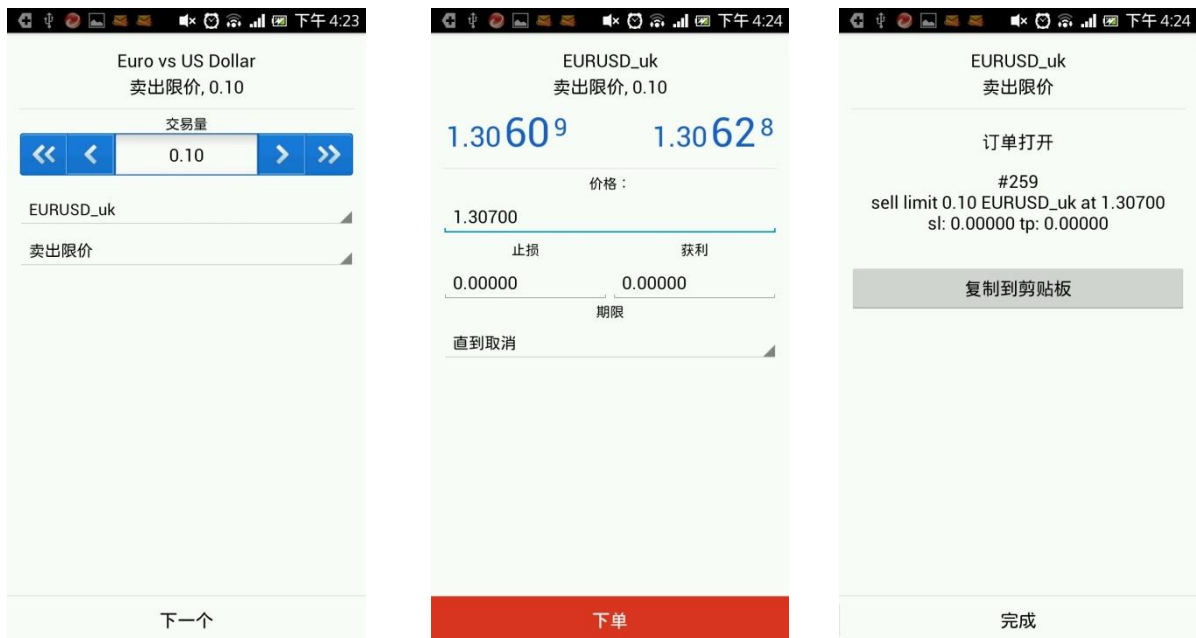 下午 4:23
Euro vs US Dollar
卖出限价, 0.10
交易量
0.10
EURUSD_uk
卖出限价
下一个
下午 4:24
EURUSD_uk
卖出限价, 0.10
1.30609 1.30628
价格：
1.30700
止损 获利
0.00000 0.00000
期限
直到取消
下单
下午 4:24
EURUSD_uk
卖出限价
订单打开
#259
sell limit 0.10 EURUSD_uk at 1.30700
sl: 0.00000 tp: 0.00000
复制到剪贴板
完成